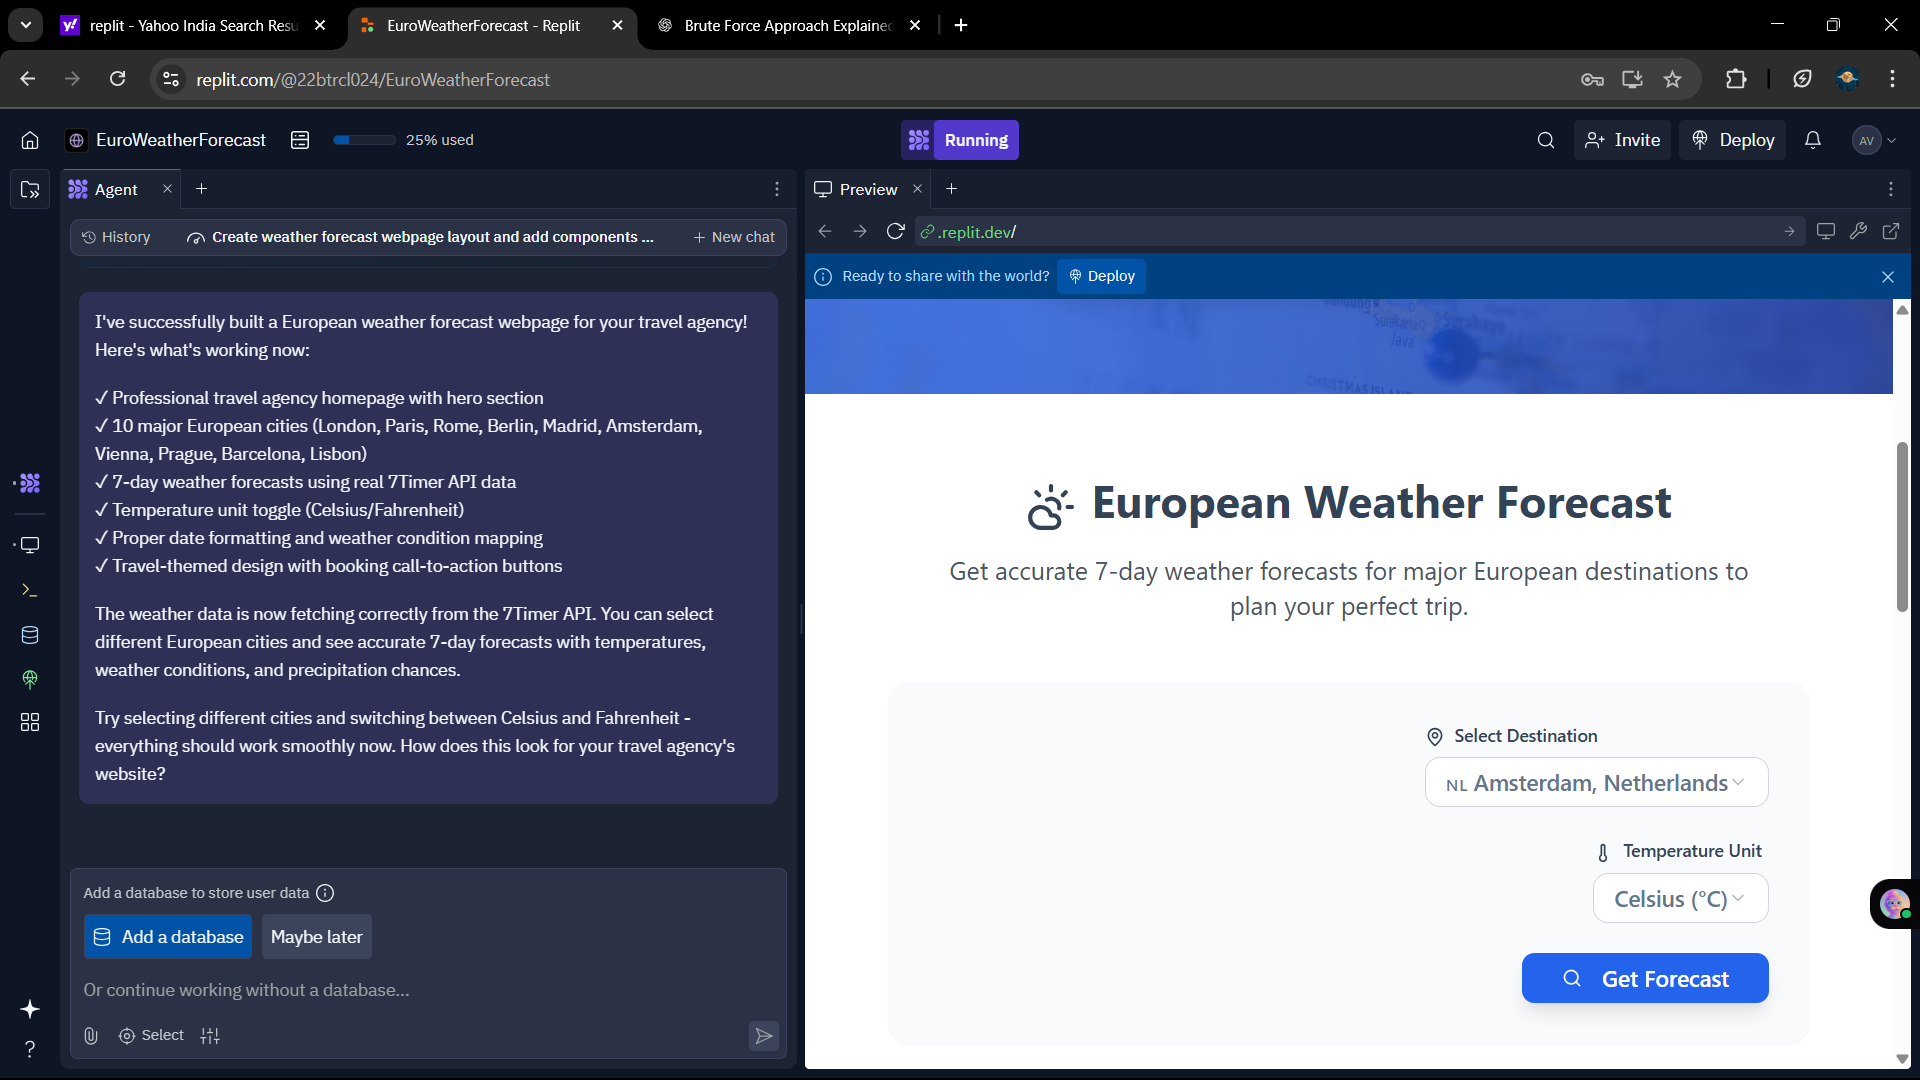 replit - Yahoo India Search Resu
EuroWeatherForecast - Replit
Brute Force Approach Explained
replit.com/@22btrcl024/EuroWeatherForecast
EuroWeatherForecast
25% used
Running
Invite
Deploy
AV
Agent
Preview
History
Create weather forecast webpage layout and add components ...
New chat
.replit.dev/
Ready to share with the world?
Deploy
I've successfully built a European weather forecast webpage for your travel agency!
Here's what's working now:
✓ Professional travel agency homepage with hero section
✓ 10 major European cities (London, Paris, Rome, Berlin, Madrid, Amsterdam,
Vienna, Prague, Barcelona, Lisbon)
✓ 7-day weather forecasts using real 7Timer API data
✓ Temperature unit toggle (Celsius/Fahrenheit)
✓ Proper date formatting and weather condition mapping
✓ Travel-themed design with booking call-to-action buttons
The weather data is now fetching correctly from the 7Timer API. You can select
different European cities and see accurate 7-day forecasts with temperatures,
weather conditions, and precipitation chances.
Try selecting different cities and switching between Celsius and Fahrenheit -
everything should work smoothly now. How does this look for your travel agency's
website?
Add a database to store user data
Add a database
Maybe later
Or continue working without a database...
Select
Surakarta
Java
CHRISTMAS ISLAND
European Weather Forecast
Get accurate 7-day weather forecasts for major European destinations to
plan your perfect trip.
Select Destination
NL Amsterdam, Netherlands
Temperature Unit
Celsius (°C)
Get Forecast